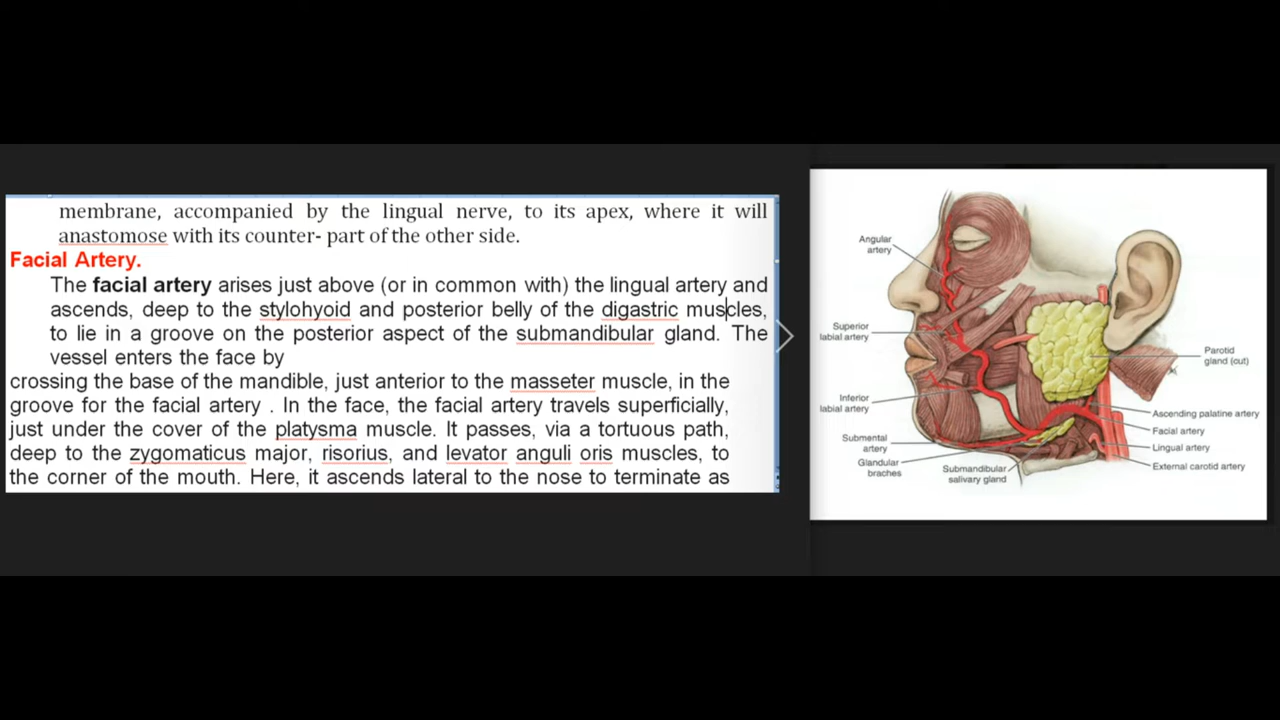 membrane, accompanied by the lingual nerve, to its apex, where it will
anastomose with its counter- part of the other side.
Facial Artery.
The facial artery arises just above (or in common with) the lingual artery and
ascends, deep to the stylohyoid and posterior belly of the digastric muscles,
to lie in a groove on the posterior aspect of the submandibular gland. The
vessel enters the face by
crossing the base of the mandible, just anterior to the masseter muscle, in the
groove for the facial artery . In the face, the facial artery travels superficially,
just under the cover of the platysma muscle. It passes, via a tortuous path,
deep to the zygomaticus major, risorius, and levator anguli oris muscles, to
the corner of the mouth. Here, it ascends lateral to the nose to terminate as
Angular
artery
Superior
labial artery
Inferior
labial artery
Submental
artery
Glandular
braches
Submandibular
salivary gland
Parotid
gland (cut)
Ascending palatine artery
Facial artery
Lingual artery
External carotid artery